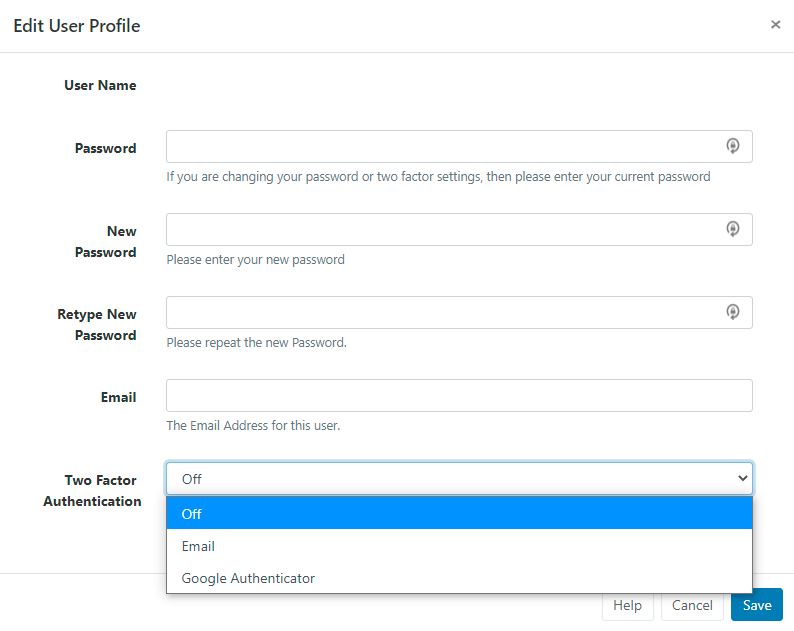 Edit User Profile ×
User Name
Password
If you are changing your password or two factor settings, then please enter your current password
New
Password
Please enter your new password
Retype New
Password
Please repeat the new Password.
Email
The Email Address for this user.
Two Factor
Authentication
Off
Off
Email
Google Authenticator
Help Cancel Save